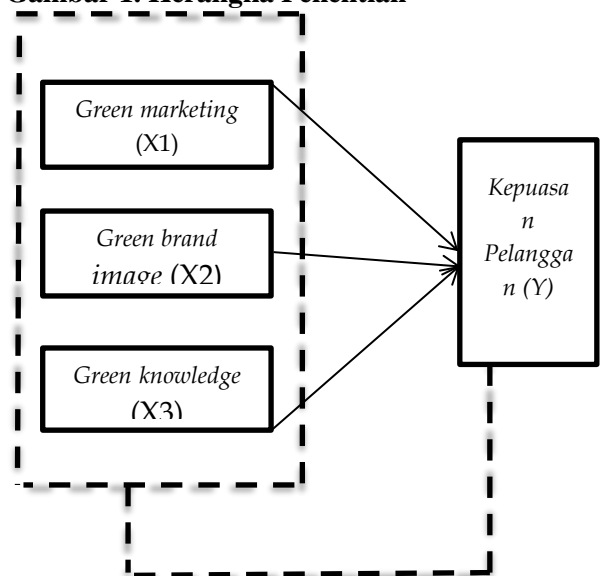 Gambar 1. Kerangka Penelitian
Green marketing
(X1)
Green brand
image (X2)
Green knowledge
(X3)
Kepuasa
n
Pelangga
n (Y)